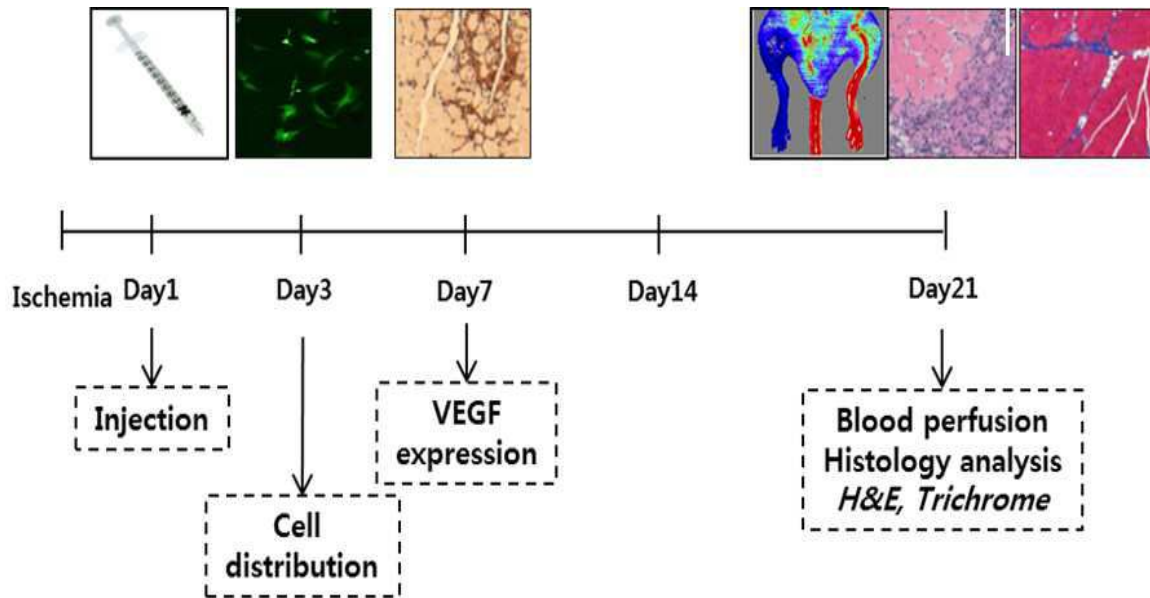 Ischemia Day1 Day3 Day7 Day14 Day21
Injection
Cell
distribution
VEGF
expression
Blood perfusion
Histology analysis
H&E, Trichrome